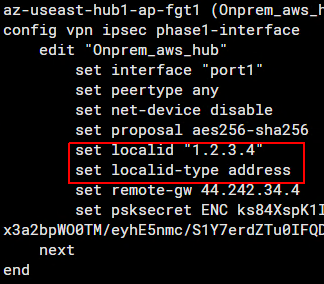 az-useast-hub1-ap-fgt1 (Onprem_aws_h
config vpn ipsec phase1-interface
edit "Onprem_aws_hub"
set interface "port1"
set peertype any
set net-device disable
set proposal aes256-sha256
set localid "1.2.3.4"
set localid-type address
set remote-gw 44.242.34.4
set psksecret ENC ks84XspK1I
x3a2bpWO0TM/eyhE5nmc/S1Y7erdZTu0IFQD
next
end